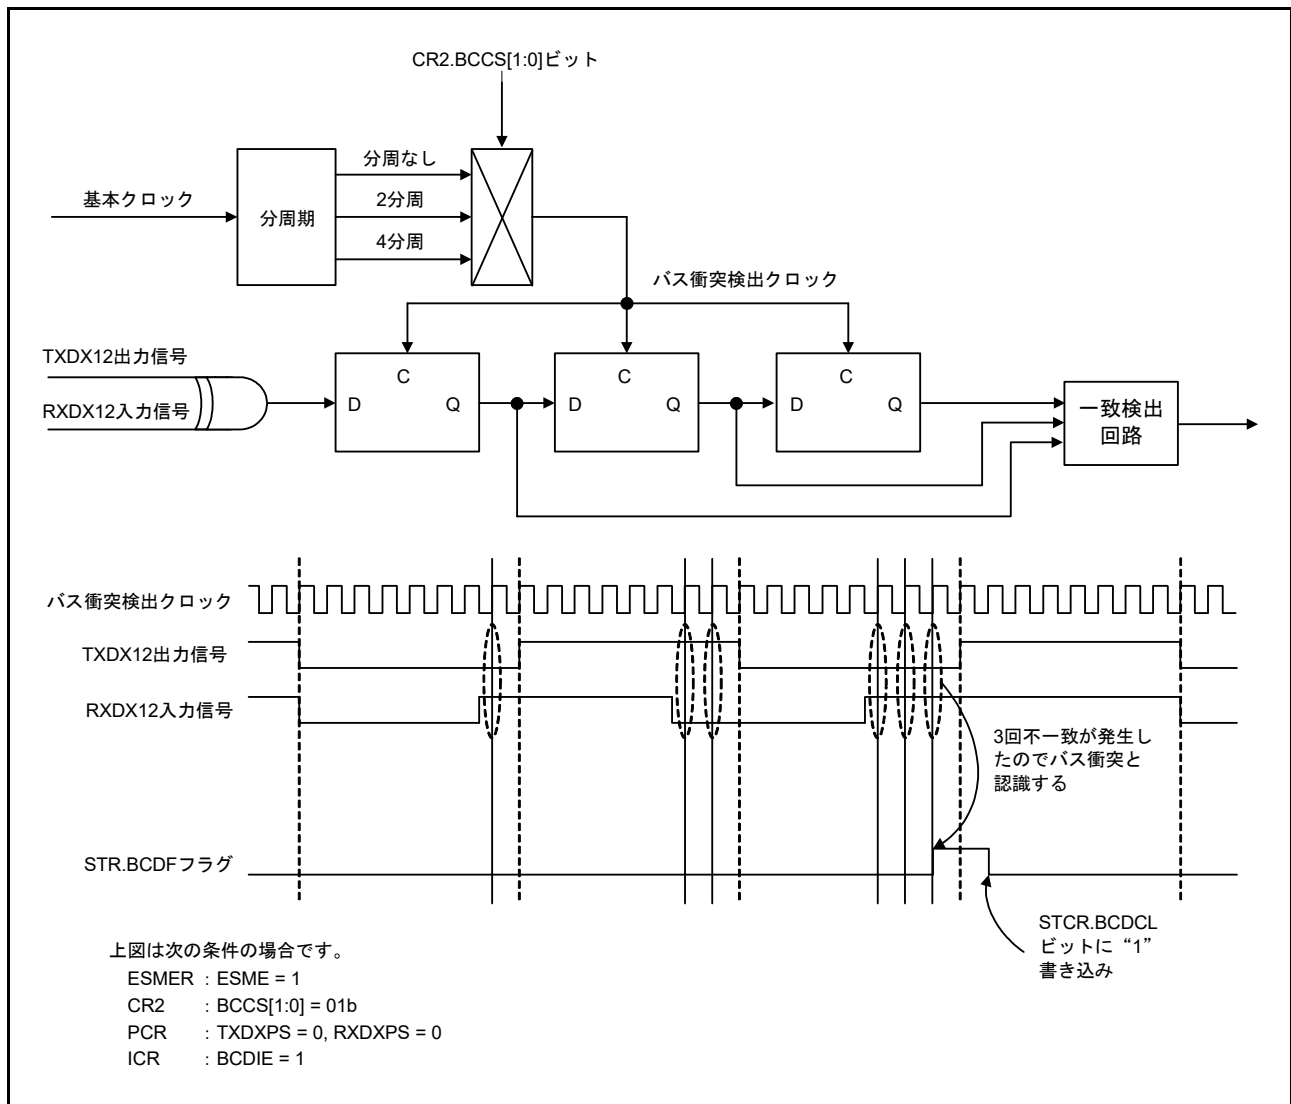 CR2.BCCS[1:0]ビット
分周なし
基本クロック
分周期
2分周
4分周
バス衝突検出クロック
TXDX12出力信号
RXDX12入力信号
C
D
Q
C
D
Q
C
D
Q
一致検出
回路
バス衝突検出クロック
TXDX12出力信号
RXDX12入力信号
3回不一致が発生し
たのでバス衝突と
認識する
STR.BCDFフラグ
STCR.BCDCL
ビットに“1”
書き込み
上図は次の条件の場合です。
ESMER : ESME = 1
CR2 : BCCS[1:0] = 01b
PCR : TXDXPS = 0, RXDXPS = 0
ICR : BCDIE = 1